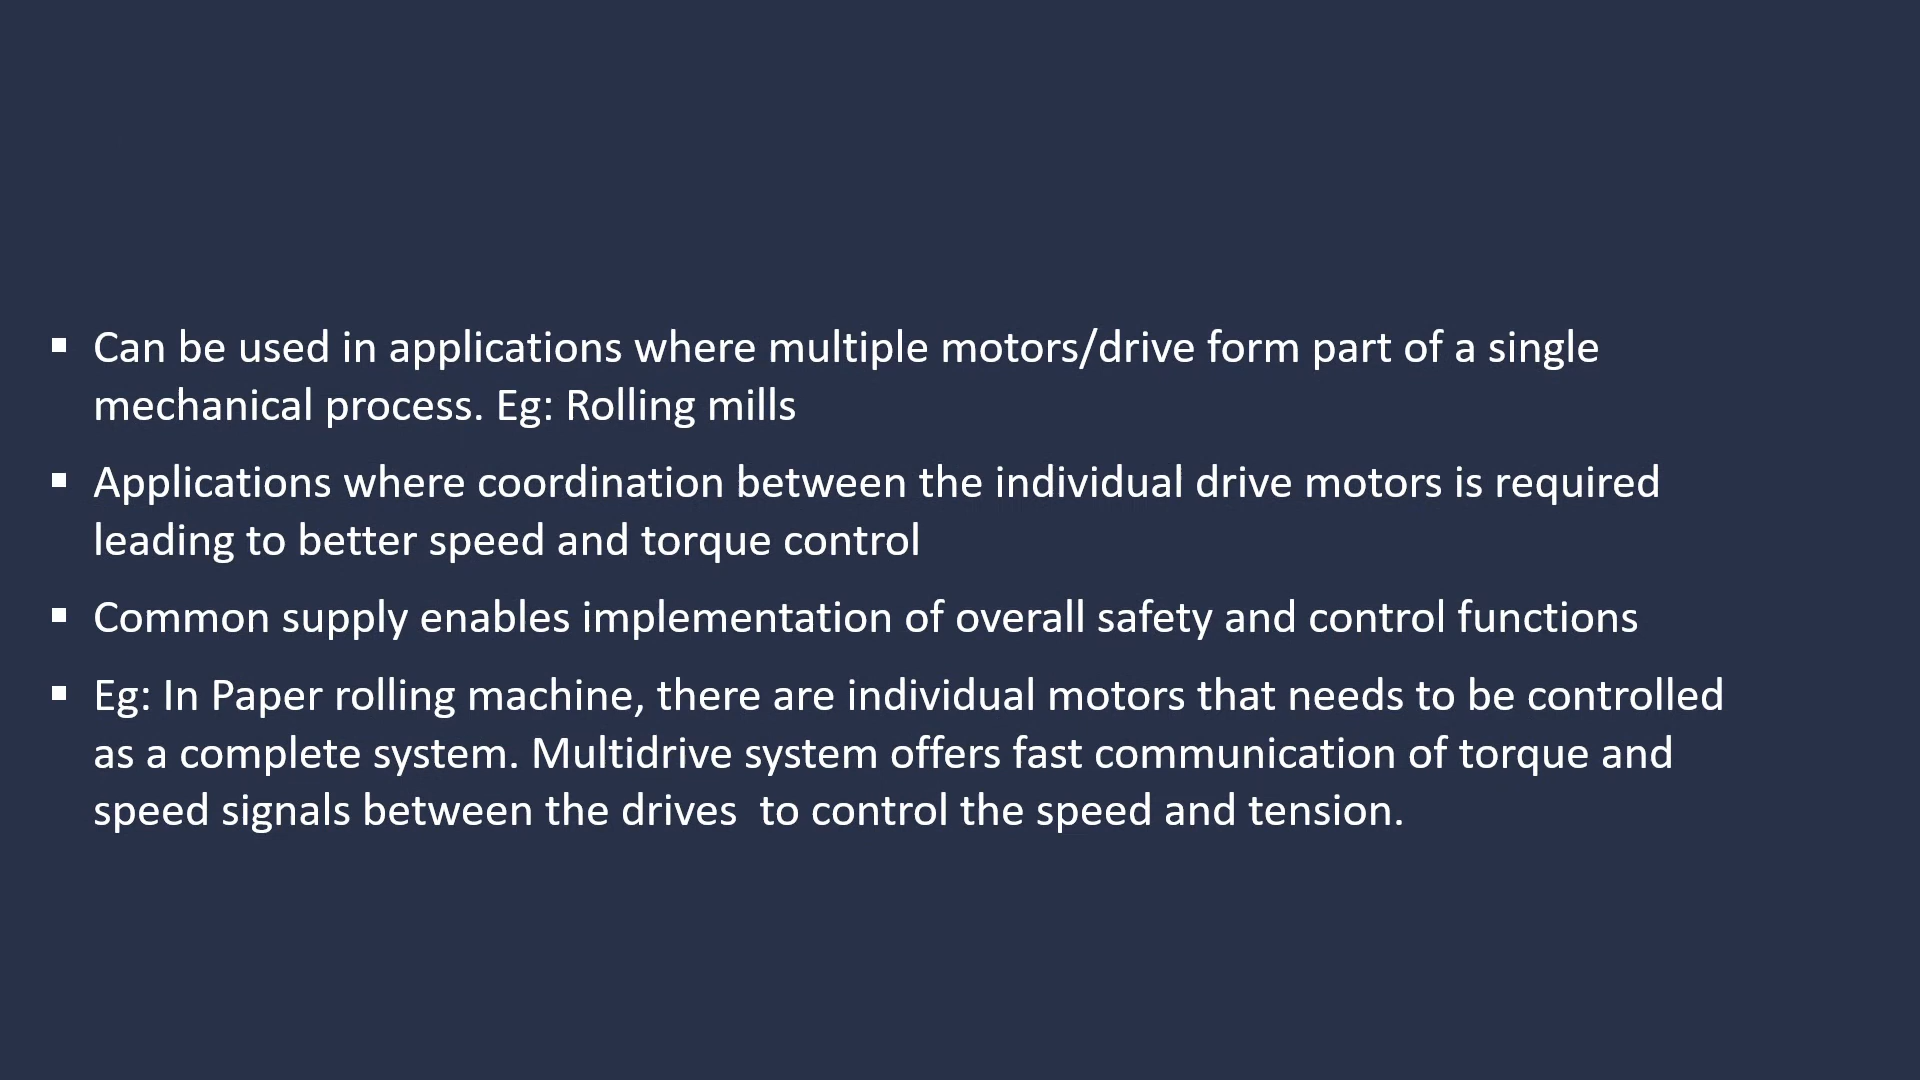 ▪ Can be used in applications where multiple motors/drive form part of a single
mechanical process. Eg: Rolling mills
▪ Applications where coordination between the individual drive motors is required
leading to better speed and torque control
▪ Common supply enables implementation of overall safety and control functions
▪ Eg: In Paper rolling machine, there are individual motors that needs to be controlled
as a complete system. Multidrive system offers fast communication of torque and
speed signals between the drives  to control the speed and tension.